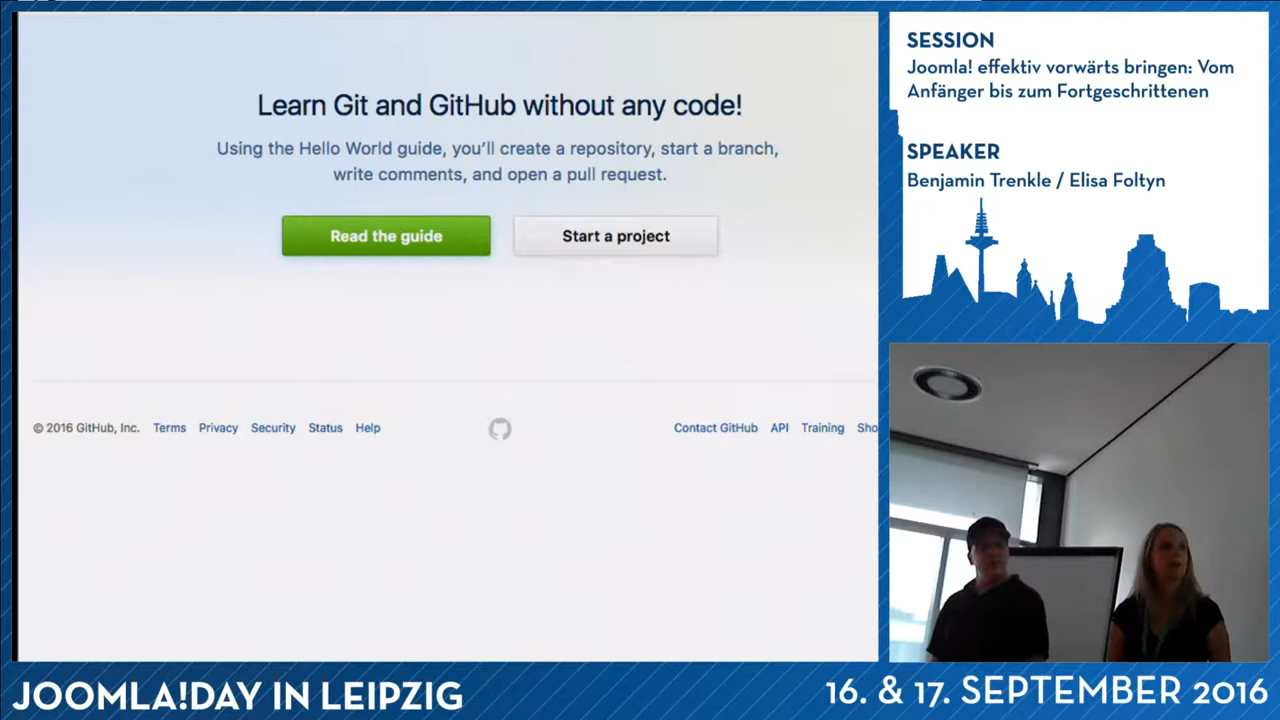 Learn Git and GitHub without any code!
Using the Hello World guide, you’ll create a repository, start a branch,
write comments, and open a pull request.
Read the guide
Start a project
© 2016 GitHub, Inc. Terms Privacy Security Status Help
Contact GitHub API Training Sho
SESSION
Joomla! effektiv vorwärts bringen: Vom
Anfänger bis zum Fortgeschrittenen
SPEAKER
Benjamin Trenkle / Elisa Foltyn
JOOMLA!DAY IN LEIPZIG
16. & 17. SEPTEMBER 2016